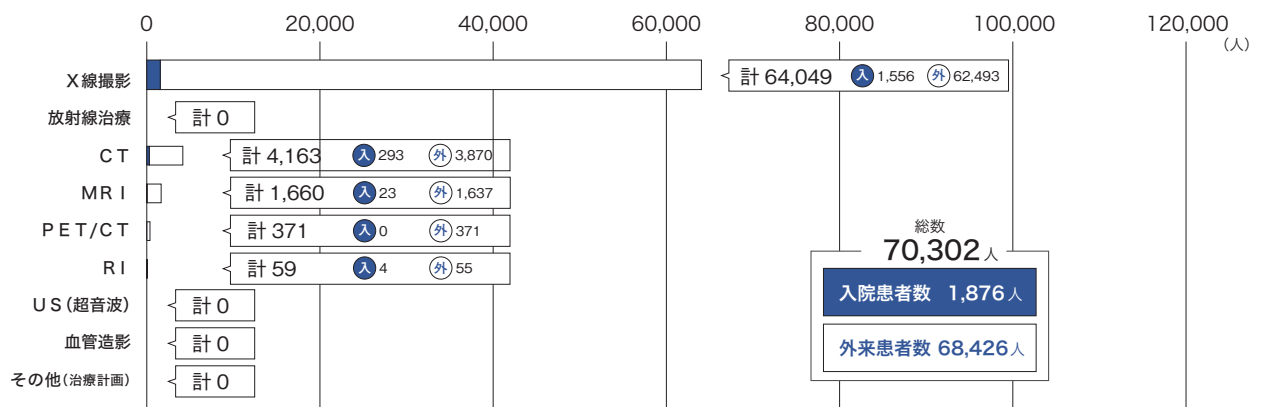 0 20,000 40,000 60,000 80,000 100,000 120,000
（人）
X線撮影 計 64,049 入 1,556 外 62,493
放射線治療 計 0
CT 計 4,163 入 293 外 3,870
MRI 計 1,660 入 23 外 1,637
PET/CT 計 371 入 0 外 371
RI 計 59 入 4 外 55
US（超音波） 計 0
血管造影 計 0
その他（治療計画） 計 0
総数
70,302人
入院患者数 1,876人
外来患者数 68,426人